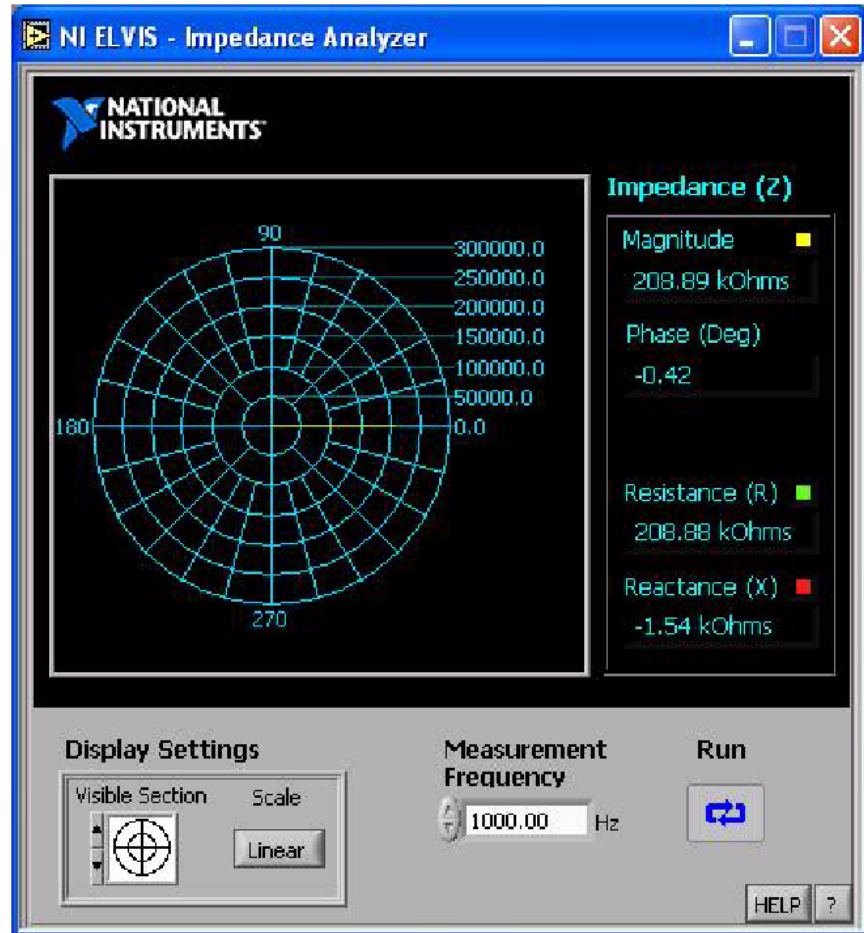 NI ELVIS - Impedance Analyzer
NATIONAL
INSTRUMENTS
Impedance (Z)
Magnitude
208.89 kOhms
Phase (Deg)
-0.42
Resistance (R)
208.88 kOhms
Reactance (X)
-1.54 kOhms
90
300000.0
250000.0
200000.0
150000.0
100000.0
50000.0
180
0.0
270
Display Settings
Visible Section
Scale
Linear
Measurement
Frequency
1000.00 Hz
Run
HELP ?